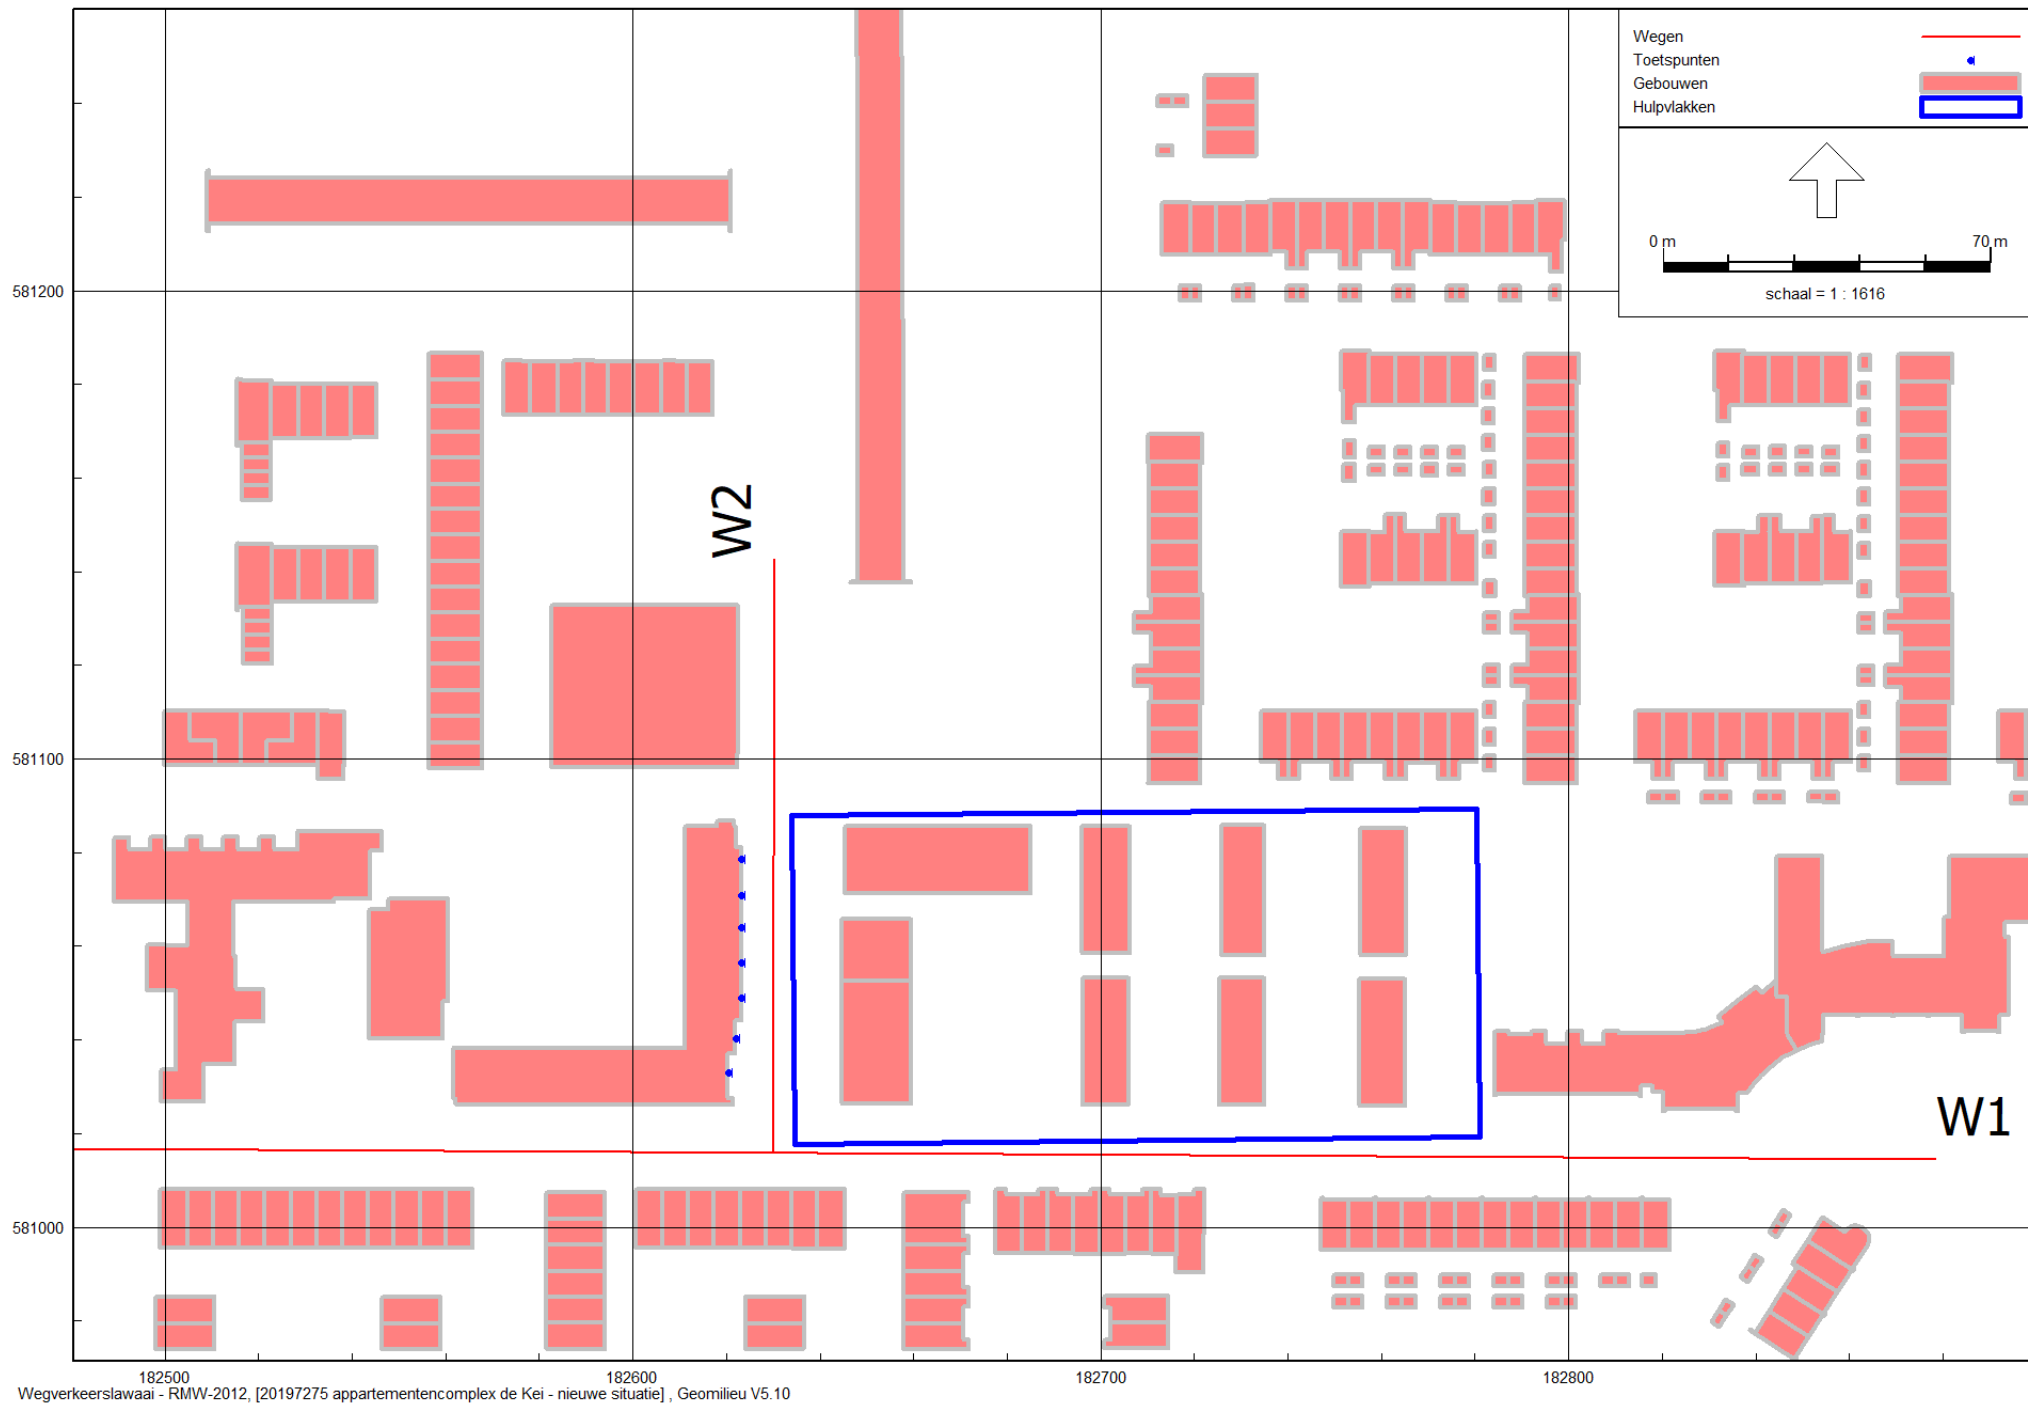 Wegen
Toetspunten
Gebouwen
Hulpvlakken
0 m 70 m
schaal = 1 : 1616
581200
W2
581100
W1
581000
182500 182600 182700 182800
Wegverkeerslawaai - RMW-2012, [20197275 appartementencomplex de Kei - nieuwe situatie] , Geomilieu V5.10